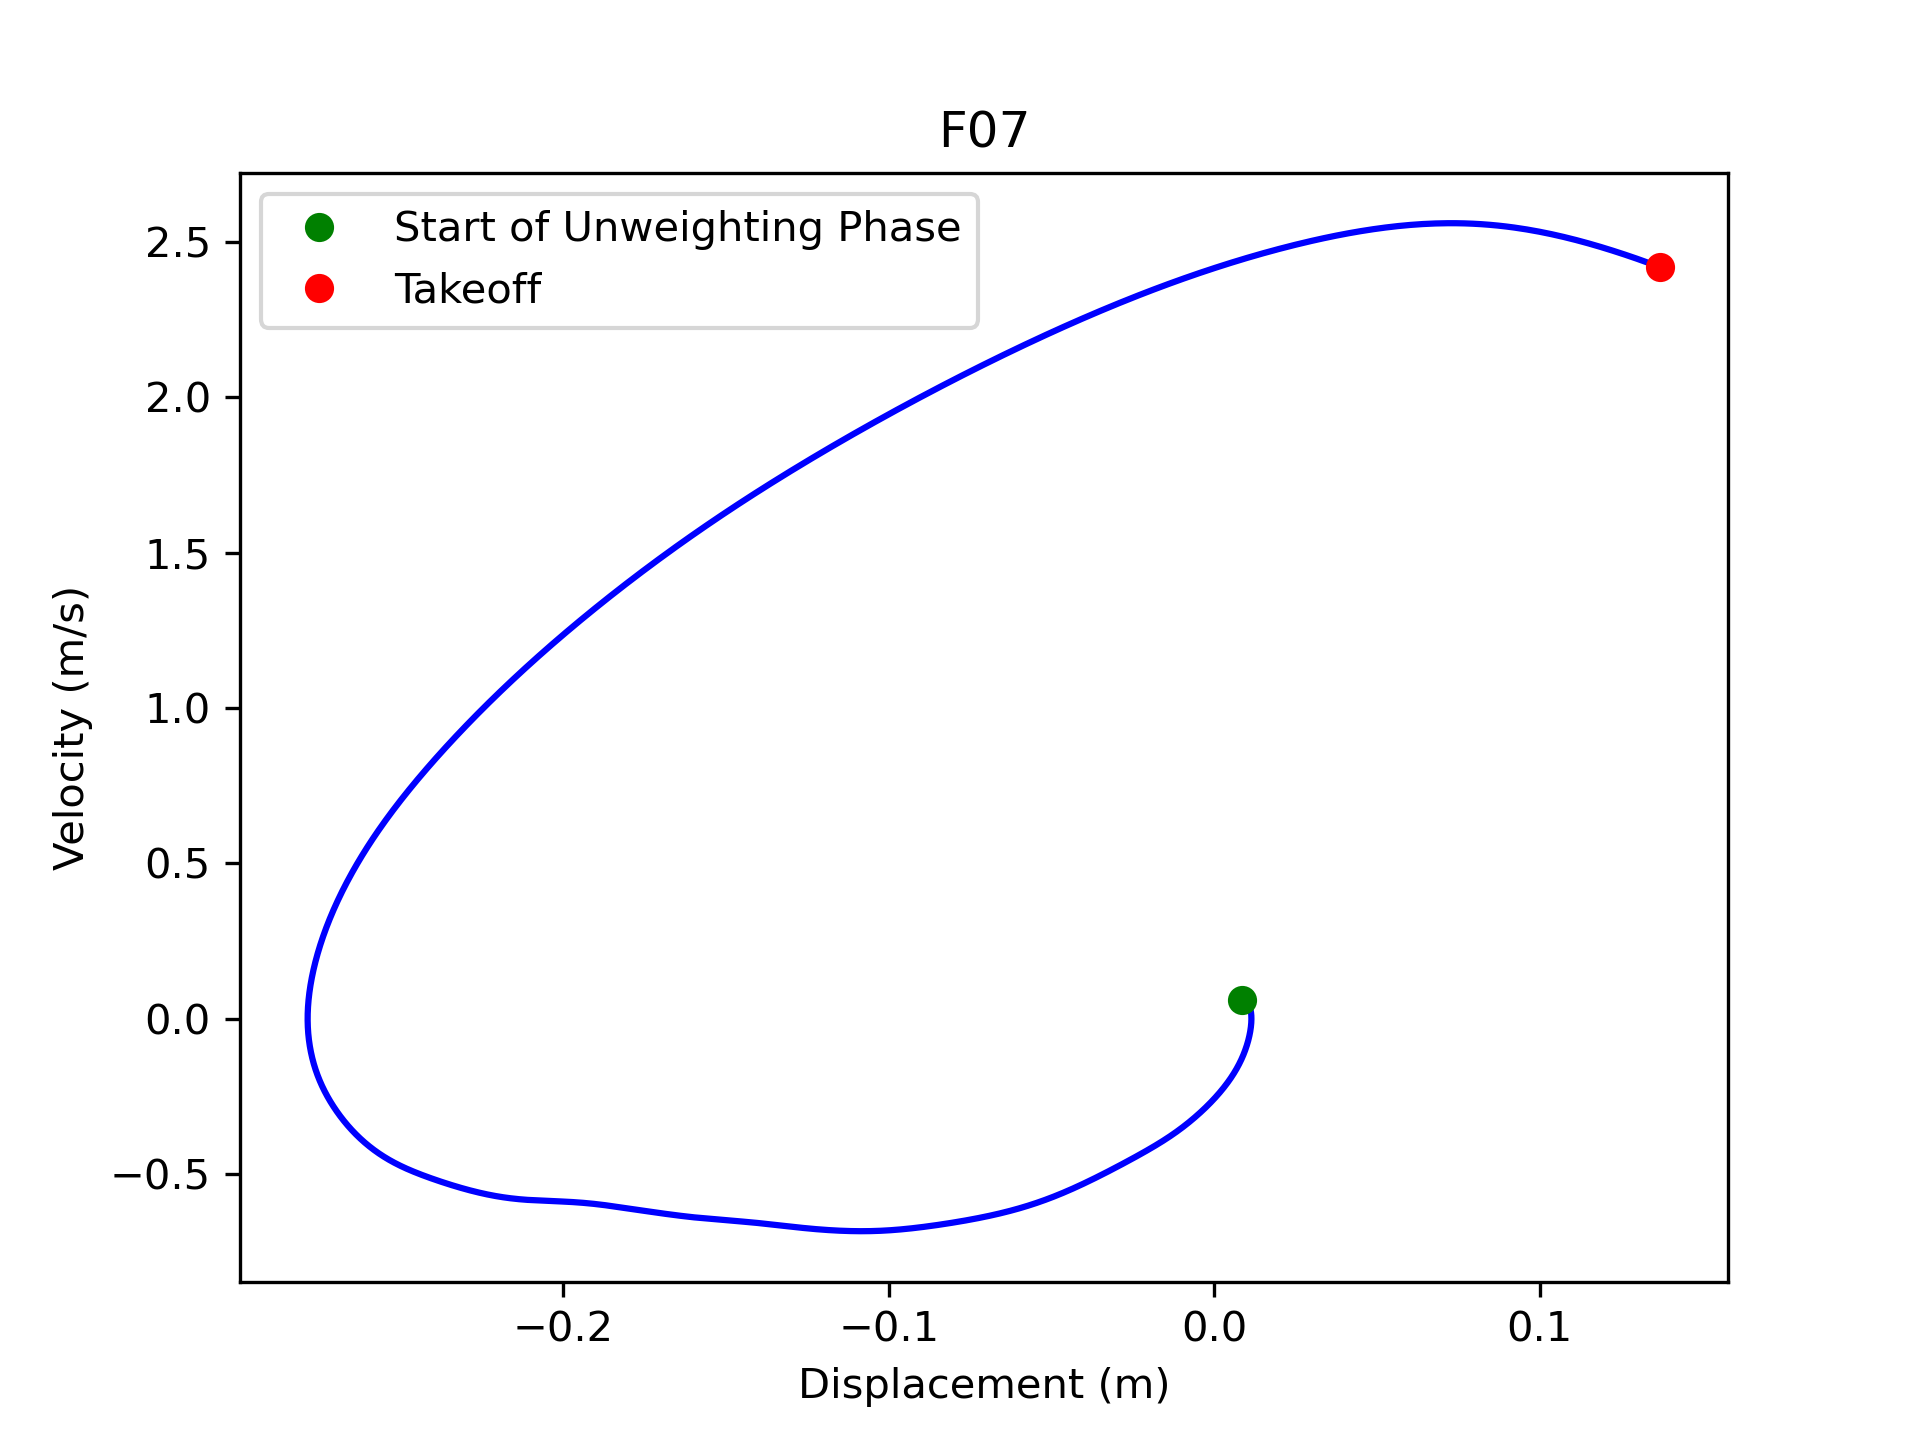 F07
Start of Unweighting Phase
Takeoff
2.5
2.0
1.5
1.0
0.5
0.0
−0.5
Velocity (m/s)
−0.2
−0.1
0.0
0.1
Displacement (m)